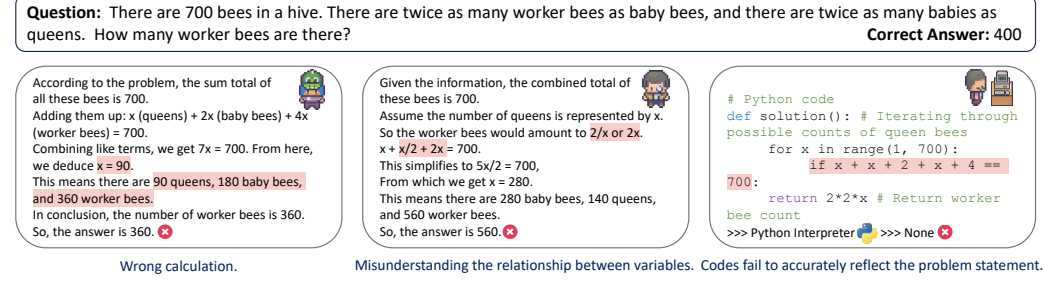 Question: There are 700 bees in a hive. There are twice as many worker bees as baby bees, and there are twice as many babies as
queens. How many worker bees are there? Correct Answer: 400
According to the problem, the sum total of
all these bees is 700.
Adding them up: x (queens) + 2x (baby bees) + 4x
(worker bees) = 700.
Combining like terms, we get 7x = 700. From here,
we deduce x = 90.
This means there are 90 queens, 180 baby bees,
and 360 worker bees.
In conclusion, the number of worker bees is 360.
So, the answer is 360.
Given the information, the combined total of
these bees is 700.
Assume the number of queens is represented by x.
So the worker bees would amount to 2/x or 2x.
x + x/2 + 2x = 700.
This simplifies to 5x/2 = 700,
From which we get x = 280.
This means there are 280 baby bees, 140 queens,
and 560 worker bees.
So, the answer is 560.
# Python code
def solution(): # Iterating through
possible counts of queen bees
for x in range(1, 700):
if x + x + 2 + x + 4 ==
700:
return 2*2*x # Return worker
bee count
>>> Python Interpreter >>> None
Wrong calculation.
Misunderstanding the relationship between variables.
Codes fail to accurately reflect the problem statement.